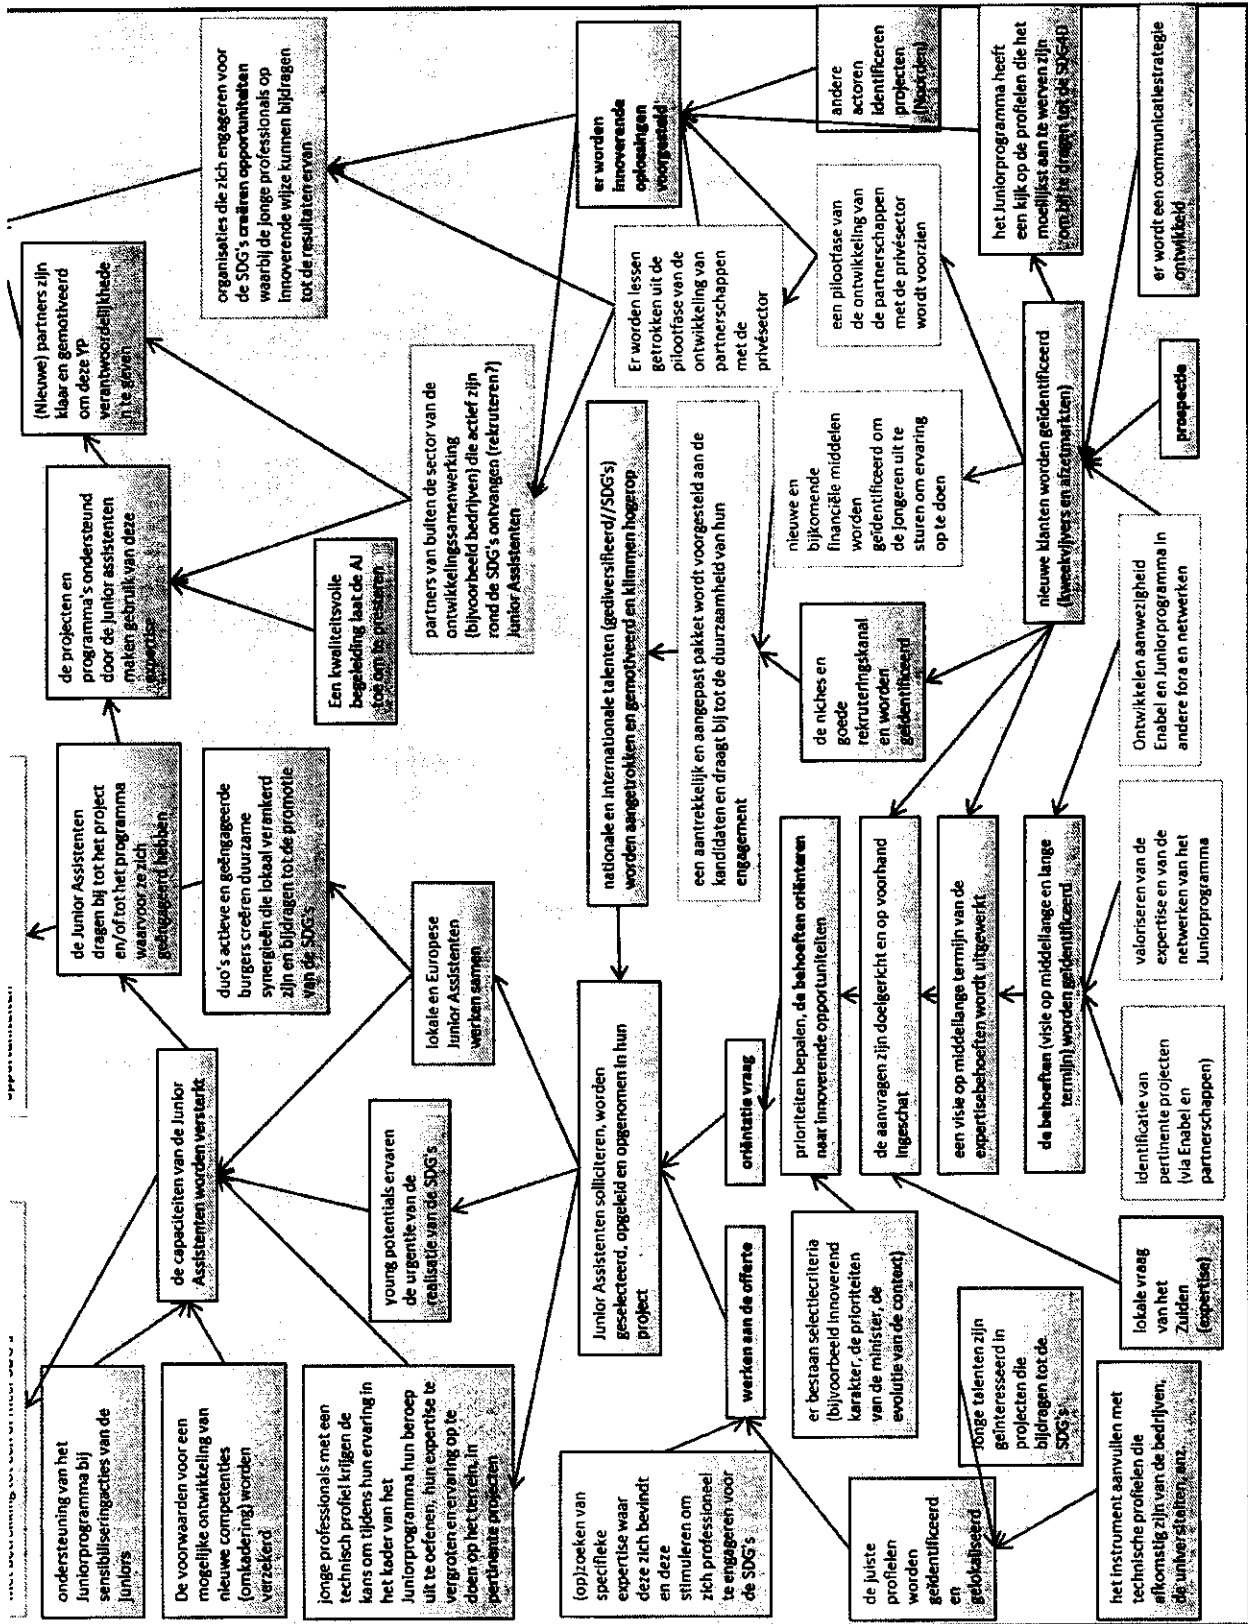 ondersteuning van het
Juniorprogramma bij
sensibiliseringacties van de
juniors
De voorwaarden voor een
mogelijke ontwikkeling van
nieuwe competenties
(omkadering) worden
verzekerd
jonge professionals met een
technisch profiel krijgen de
kans om tijdens hun ervaring in
het kader van het
Juniorprogramma hun beroep
uit te oefenen, hun expertise te
vergroten en ervaring op te
doen op het terrein, in
pertinente projecten
de capaciteiten van de Junior
Assistenten worden versterkt
opportuniteiten
de Junior Assistenten
dragen bij tot het project
en/of tot het programma
waarvoor ze zich
geëngageerd hebben
duo's actieve en geëngageerde
burgers creëren duurzame
synergieën die lokaal verankerd
zijn en bijdragen tot de promotie
van de SDG's
de projecten en
programma's ondersteund
door de junior assistenten
maken gebruik van deze
expertise
(Nieuwe) partners zijn
klaar en gemotiveerd
om deze YP
verantwoordelijkhede
n te geven
organisaties die zich engageren voor
de SDG's creëren opportuniteiten
waarbij de jonge professionals op
innoverende wijze kunnen bijdragen
tot de resultaten ervan
young potentials ervaren
de urgentie van de
realisatie van de SDG's
lokale en Europese
Junior Assistenten
werken samen
Een kwaliteitsvolle
begeleiding laat de AJ
toe om te presteren
partners van buiten de sector van de
ontwikkelingssamenwerking
(bijvoorbeeld bedrijven) die actief zijn
rond de SDG's ontvangen (rekruteren?)
Junior Assistenten
Junior Assistenten solliciteren, worden
geselecteerd, opgeleid en opgenomen in hun
project
nationale en internationale talenten (gediversifieerd//SDG's)
worden aangetrokken en gemotiveerd en klimmen hogerop
er worden
innoverende
oplossingen
voorgesteld
(op)zoeken van
specifieke
expertise waar
deze zich bevindt
en deze
stimuleren om
zich professioneel
te engageren voor
de SDG's
werken aan de offerte
oriëntatie vraag
een aantrekkelijk en aangepast pakket wordt voorgesteld aan de
kandidaten en draagt bij tot de duurzaamheid van hun
engagement
Er worden lessen
getrokken uit de
pilootfase van de
ontwikkeling van
partnerschappen
met de
privésector
er bestaan selectiecriteria
(bijvoorbeeld innoverend
karakter, de prioriteiten
van de minister, de
evolutie van de context)
prioriteiten bepalen, de behoeften oriënteren
naar innoverende opportuniteiten
de niches en
goede
rekruteringskanal
en worden
geïdentificeerd
nieuwe en
bijkomende
financiële middelen
worden
geïdentificeerd om
de jongeren uit te
sturen om ervaring
op te doen
een pilootfase van
de ontwikkeling van
de partnerschappen
met de privésector
wordt voorzien
andere
actoren
identificeren
projecten
(Noorden)
de juiste
profielen
worden
geïdentificeerd
en
gelokaliseerd
Jonge talenten zijn
geïnteresseerd in
projecten die
bijdragen tot de
SDG's
de aanvragen zijn doelgericht en op voorhand
ingeschat
een visie op middellange termijn van de
expertisebehoeften wordt uitgewerkt
de behoeften (visie op middellange en lange
termijn) worden geïdentificeerd
nieuwe klanten worden geïdentificeerd
(kweekvijvers en afzetmarkten)
het Juniorprogramma heeft
een kijk op de profielen die het
moeilijkst aan te werven zijn
om bij te dragen tot de SDG4D
het instrument aanvullen met
technische profielen die
afkomstig zijn van de bedrijven,
de universiteiten, enz.
lokale vraag
van het
Zuiden
(expertise)
identificatie van
pertinente projecten
(via Enabel en
partnerschappen)
valoriseren van de
expertise en van de
netwerken van het
Juniorprogramma
Ontwikkelen aanwezigheid
Enabel en Juniorprogramma in
andere fora en netwerken
prospectie
er wordt een communicatiestrategie
ontwikkeld